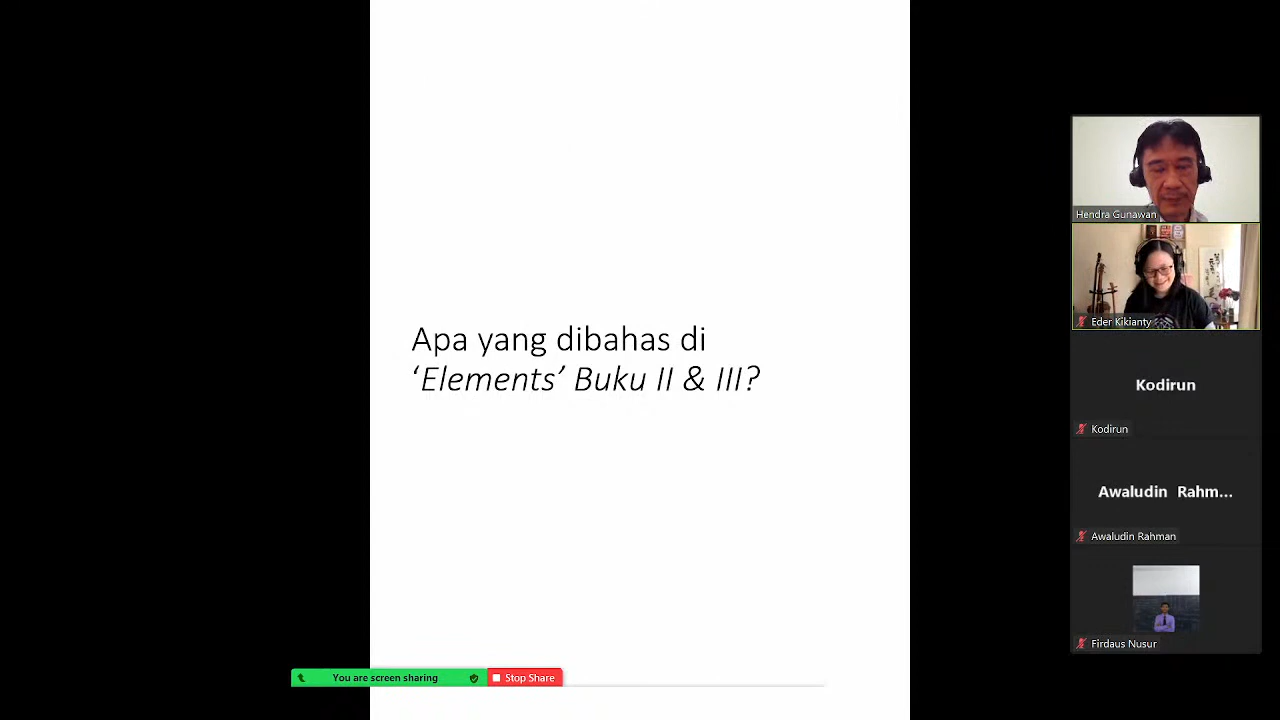 Apa yang dibahas di
‘Elements’ Buku II & III?
You are screen sharing
Stop Share
Hendra Gunawan
Eder Kikianty
Kodirun
Kodirun
Awaludin Rahm...
Awaludin Rahman
Firdaus Nusur